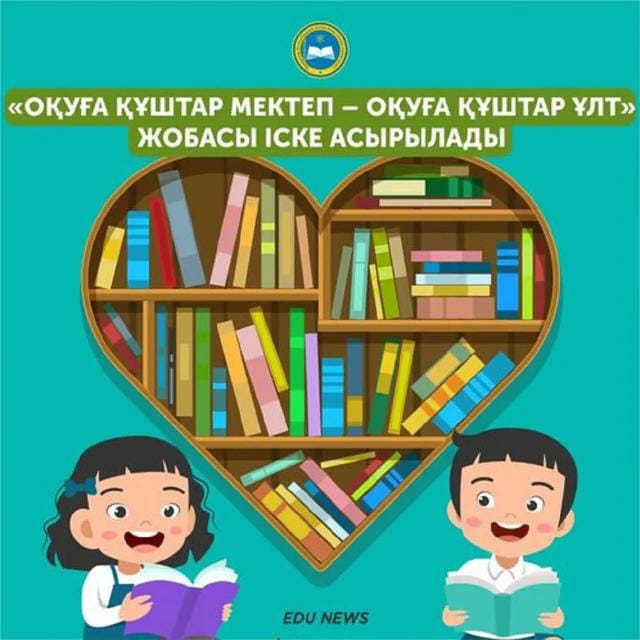 «ОҚУҒА ҚҰШТАР МЕКТЕП – ОҚУҒА ҚҰШТАР ҰЛТ»
ЖОБАСЫ ІСКЕ АСЫРЫЛАДЫ
EDU NEWS